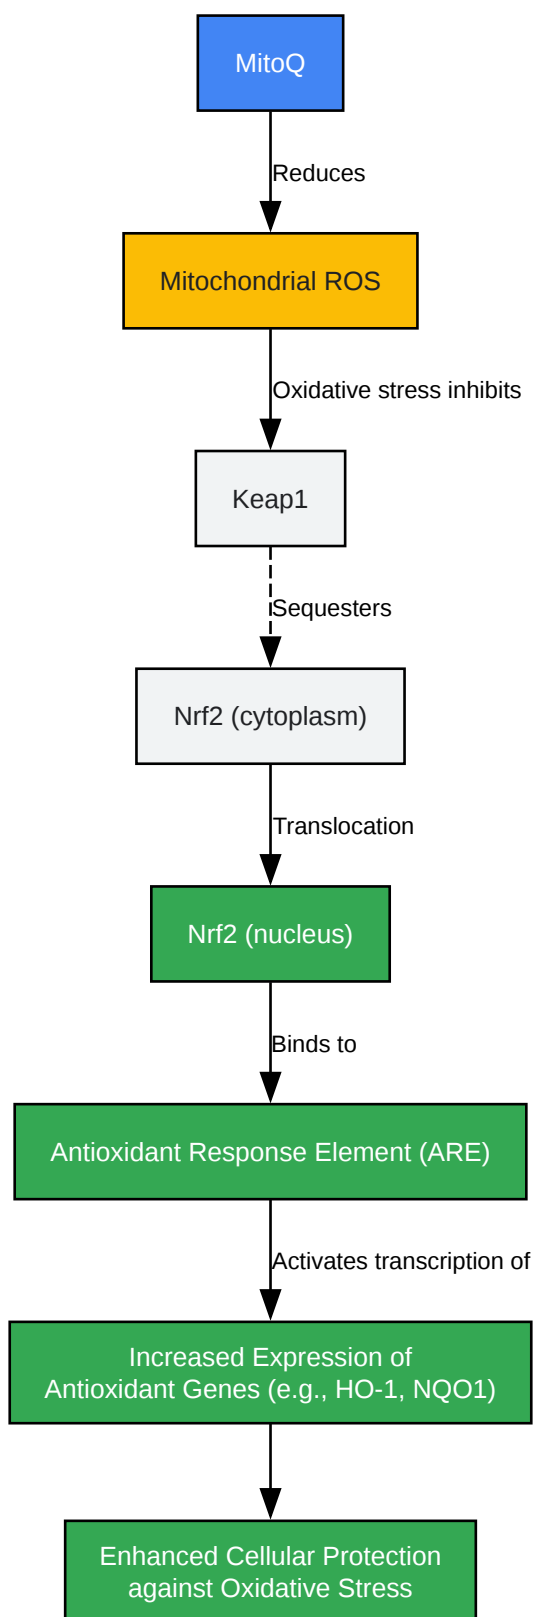 MitoQ
Reduces
Mitochondrial ROS
Oxidative stress inhibits
Keap1
Sequesters
Nrf2 (cytoplasm)
Translocation
Nrf2 (nucleus)
Binds to
Antioxidant Response Element (ARE)
Activates transcription of
Increased Expression of
Antioxidant Genes (e.g., HO-1, NQO1)
Enhanced Cellular Protection
against Oxidative Stress